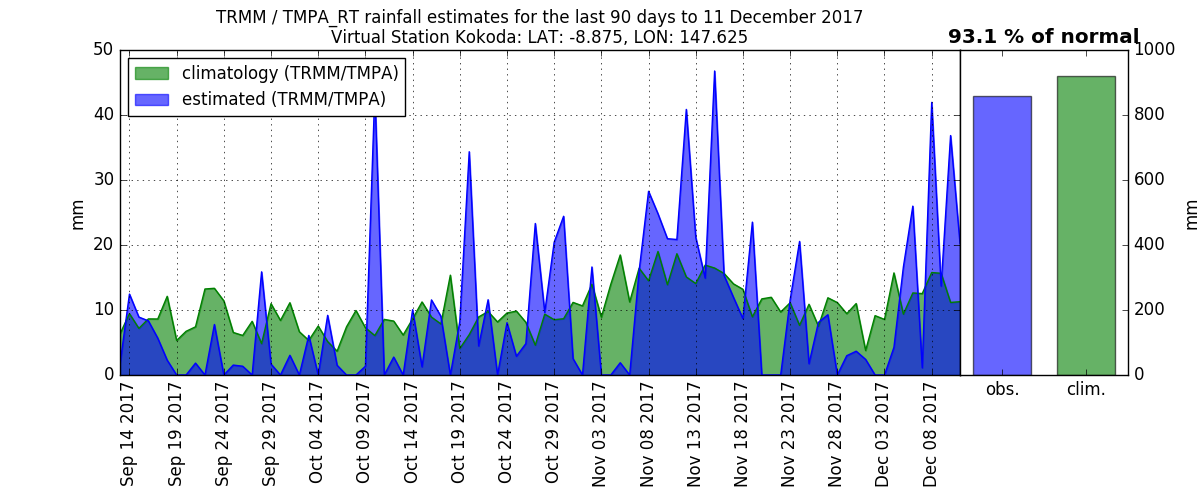 TRMM / TMPA_RT rainfall estimates for the last 90 days to 11 December 2017
Virtual Station Kokoda: LAT: -8.875, LON: 147.625
93.1 % of normal
climatology (TRMM/TMPA)
estimated (TRMM/TMPA)
50
40
30
20
10
0
mm
Sep 14 2017
Sep 19 2017
Sep 24 2017
Sep 29 2017
Oct 04 2017
Oct 09 2017
Oct 14 2017
Oct 19 2017
Oct 24 2017
Oct 29 2017
Nov 03 2017
Nov 08 2017
Nov 13 2017
Nov 18 2017
Nov 23 2017
Nov 28 2017
Dec 03 2017
Dec 08 2017
obs.
clim.
1000
800
600
400
200
0
mm